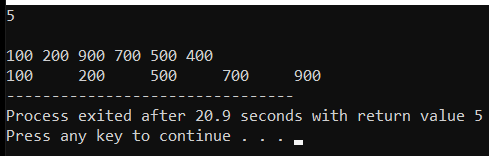 5
100 200 900 700 500 400
100 200 500 700 900
--------------------------------
Process exited after 20.9 seconds with return value 5
Press any key to continue . . .